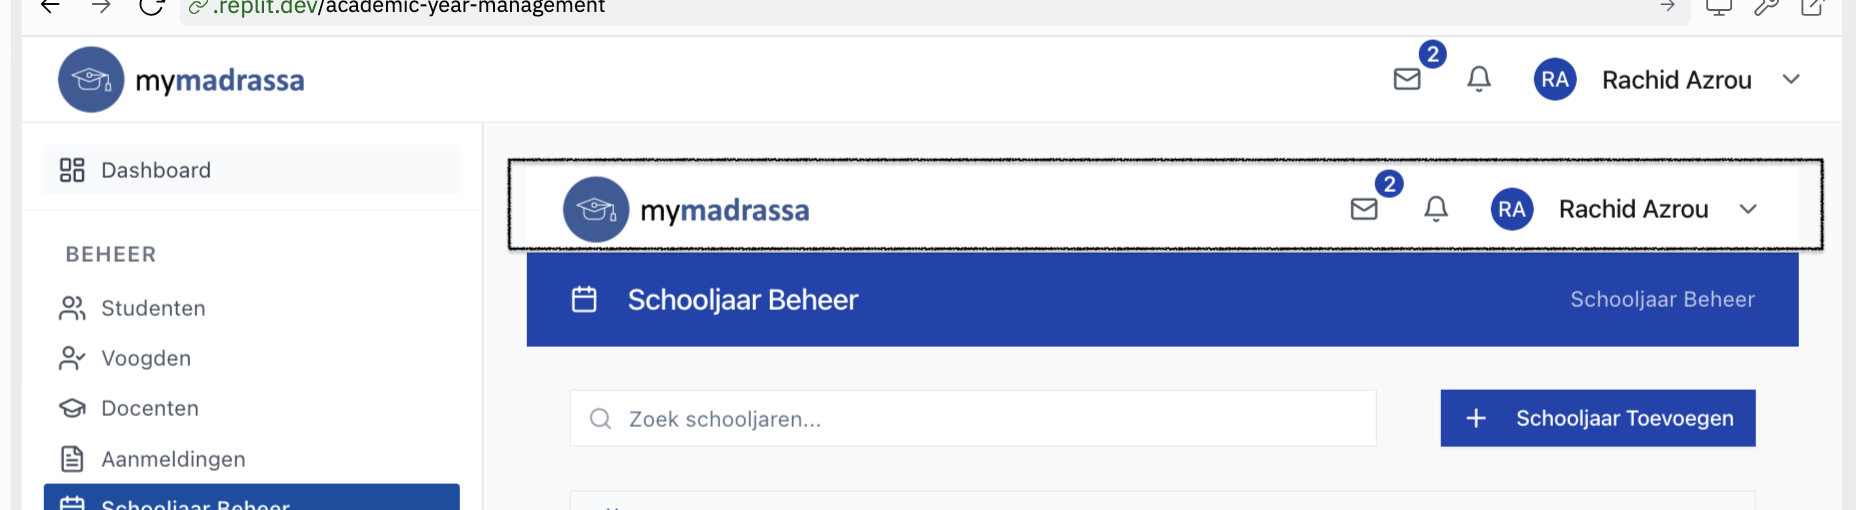 .replit.dev/academic-year-management
mymadrassa
2
RA
Rachid Azrou
Dashboard
BEHEER
Studenten
Voogden
Docenten
Aanmeldingen
Schooljaar Beheer
mymadrassa
2
RA
Rachid Azrou
Schooljaar Beheer
Schooljaar Beheer
Zoek schooljaren...
+ Schooljaar Toevoegen